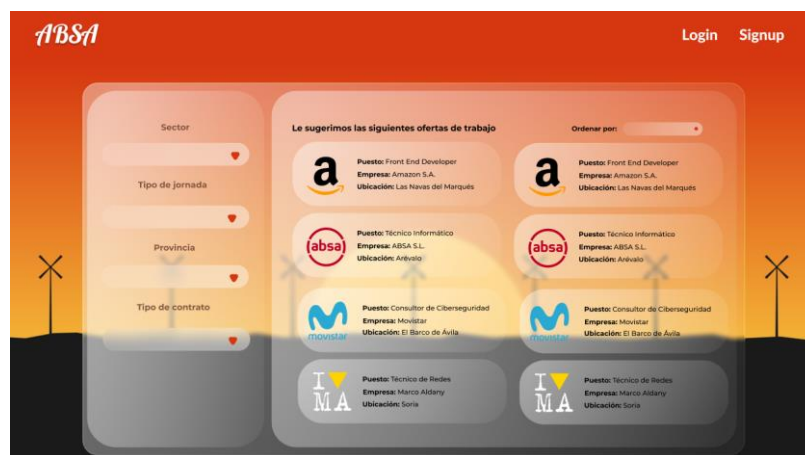 ABSA
Login Signup
Sector
Tipo de jornada
Provincia
Tipo de contrato
Le sugerimos las siguientes ofertas de trabajo
Ordenar por:
a
Puesto: Front End Developer
Empresa: Amazon S.A.
Ubicación: Las Navas del Marqués
a
Puesto: Front End Developer
Empresa: Amazon S.A.
Ubicación: Las Navas del Marqués
(absa)
Puesto: Técnico Informático
Empresa: ABSA S.L.
Ubicación: Arévalo
(absa)
Puesto: Técnico Informático
Empresa: ABSA S.L.
Ubicación: Arévalo
movistar
Puesto: Consultor de Ciberseguridad
Empresa: Movistar
Ubicación: El Barco de Ávila
movistar
Puesto: Consultor de Ciberseguridad
Empresa: Movistar
Ubicación: El Barco de Ávila
I
MA
Puesto: Técnico de Redes
Empresa: Marco Aldany
Ubicación: Soria
I
MA
Puesto: Técnico de Redes
Empresa: Marco Aldany
Ubicación: Soria